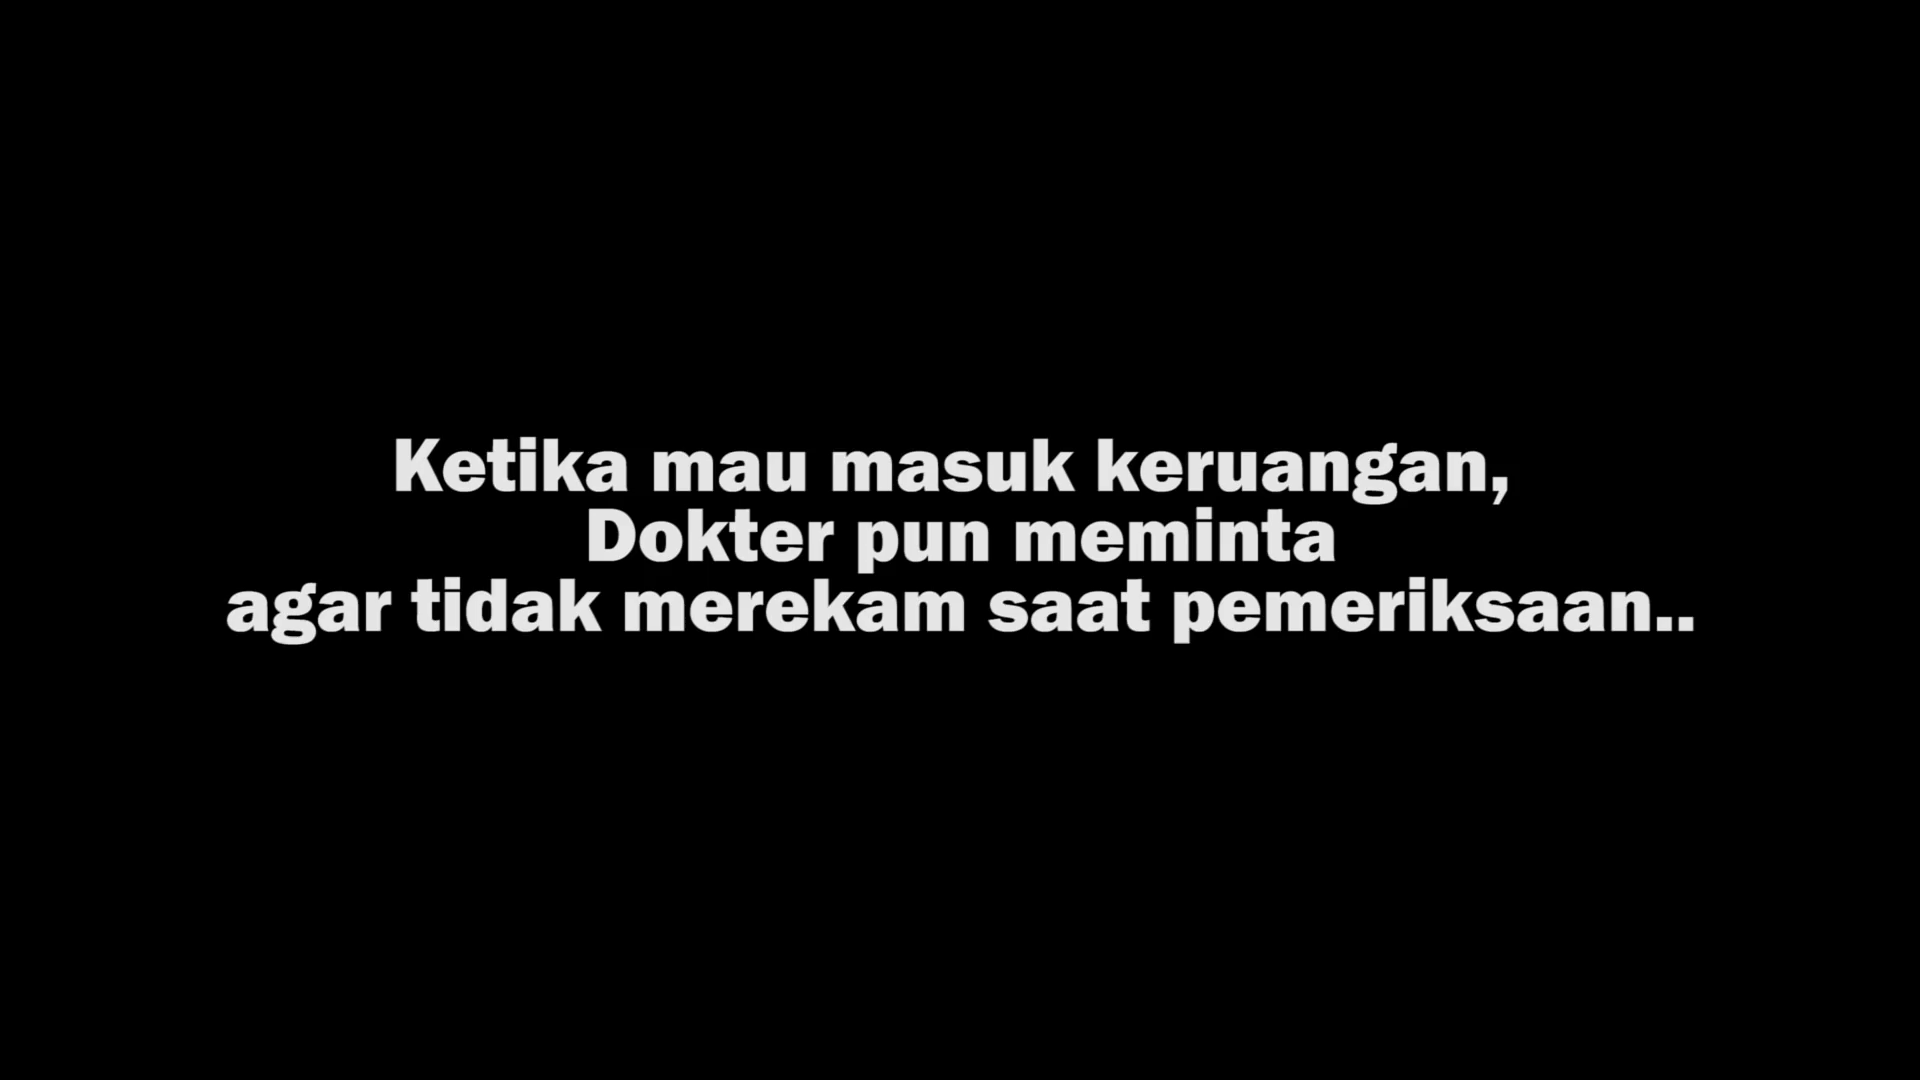 Ketika mau masuk keruangan,
Dokter pun meminta
agar tidak merekam saat pemeriksaan..